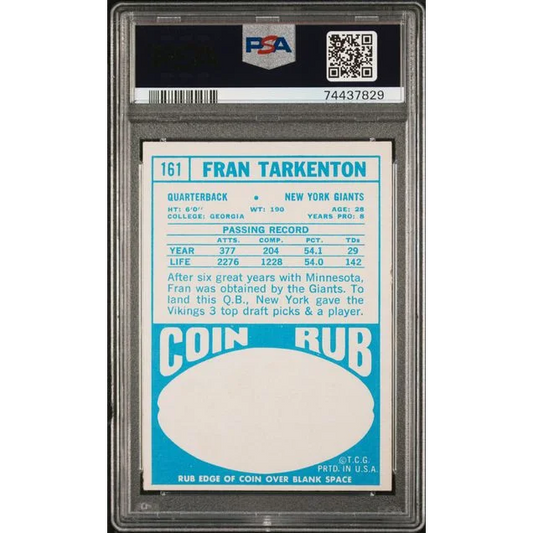 PSA
74437829
161 FRAN TARKENTON
QUARTERBACK • NEW YORK GIANTS
HT: 6'0" WT: 190 AGE: 28
COLLEGE: GEORGIA YEARS PRO: 8
PASSING RECORD
ATTS. COMP. PCT. TDs
YEAR 377 204 54.1 29
LIFE 2276 1228 54.0 142
After six great years with Minnesota,
Fran was obtained by the Giants. To
land this Q.B., New York gave the
Vikings 3 top draft picks & a player.
COIN RUB
©T.C.G.
PRTD. IN U.S.A.
RUB EDGE OF COIN OVER BLANK SPACE